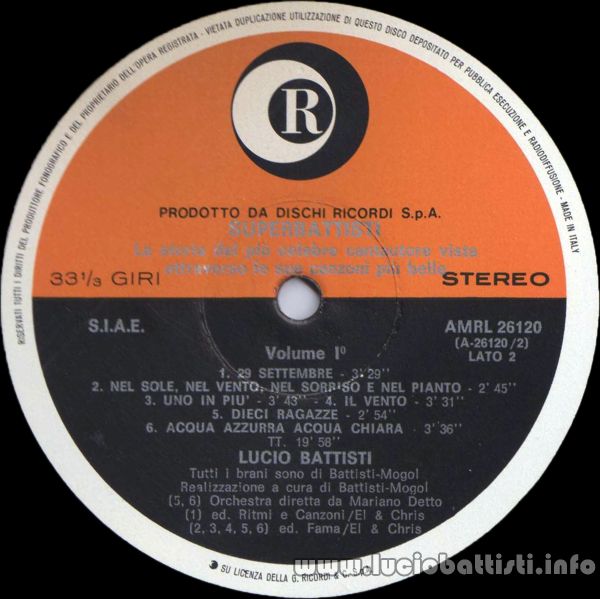 RISERVATI TUTTI I DIRITTI DEL PRODUTTORE FONOGRAFICO E DEL PROPRIETARIO DELL'OPERA REGISTRATA - VIETATA DUPLICAZIONE UTILIZZAZIONE DI QUESTO DISCO DEPOSITATO PER PUBBLICA ESECUZIONE E RADIODIFFUSIONE - MADE IN ITALY
R
PRODOTTO DA DISCHI RICORDI S.p.A.
SUPERBATTISTI
La storia del più celebre cantautore vista
attraverso le sue canzoni più belle
33 1/3 GIRI STEREO
S.I.A.E. AMRL 26120
(A-26120/2)
Volume Iº LATO 2
1. 29 SETTEMBRE - 3'29''
2. NEL SOLE, NEL VENTO, NEL SORRISO E NEL PIANTO - 2'45''
3. UNO IN PIU' - 3'43'' - 4. IL VENTO - 3'31''
5. DIECI RAGAZZE - 2'54''
6. ACQUA AZZURRA ACQUA CHIARA - 3'36''
TT. 19'58''
LUCIO BATTISTI
Tutti i brani sono di Battisti-Mogol
Realizzazione a cura di Battisti-Mogol
(5, 6) Orchestra diretta da Mariano Detto
(1) ed. Ritmi e Canzoni/El & Chris
(2, 3, 4, 5, 6) ed. Fama/El & Chris
SU LICENZA DELLA G. RICORDI & C. S.p.A.
www.luciobattisti.info